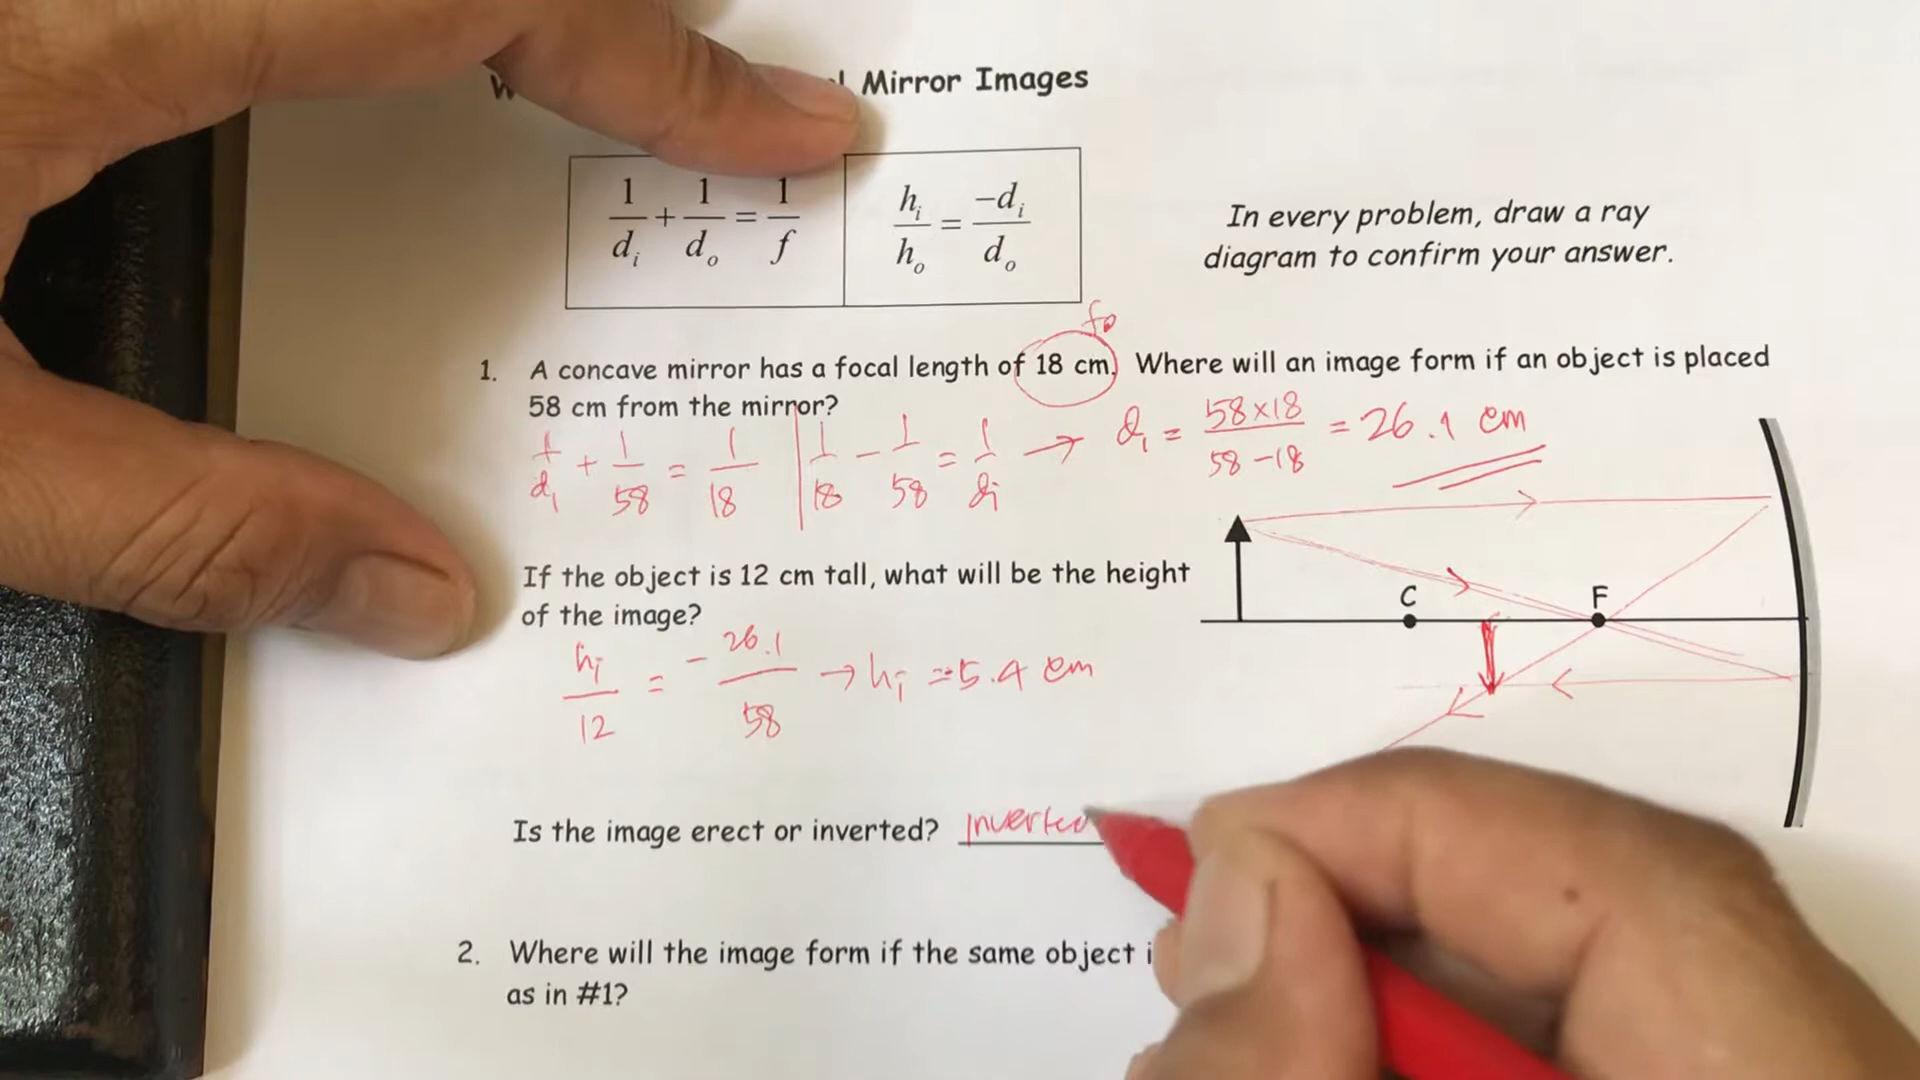 Mirror Images
1/d_i + 1/d_o = 1/f
h_i/h_o = -d_i/d_o
In every problem, draw a ray
diagram to confirm your answer.
1. A concave mirror has a focal length of 18 cm. Where will an image form if an object is placed
58 cm from the mirror?
1/d_i + 1/58 = 1/18 | 1/18 - 1/58 = 1/d_i → d_i = 58×18/58-18 = 26.1 cm
If the object is 12 cm tall, what will be the height
of the image?
C
F
h_i/12 = - 26.1/58 → h_i = 5.4 cm
Is the image erect or inverted? inverted
2. Where will the image form if the same object
as in #1?